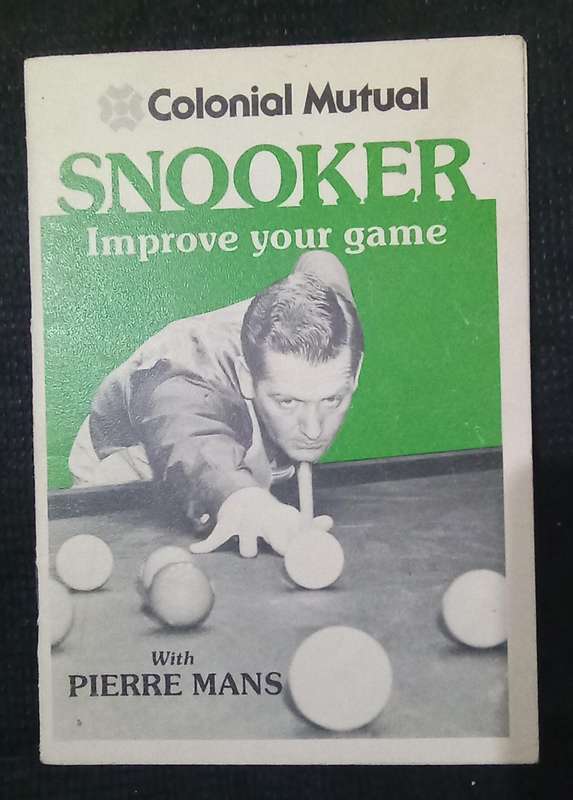 Colonial Mutual
SNOOKER
Improve your game
With
PIERRE MANS